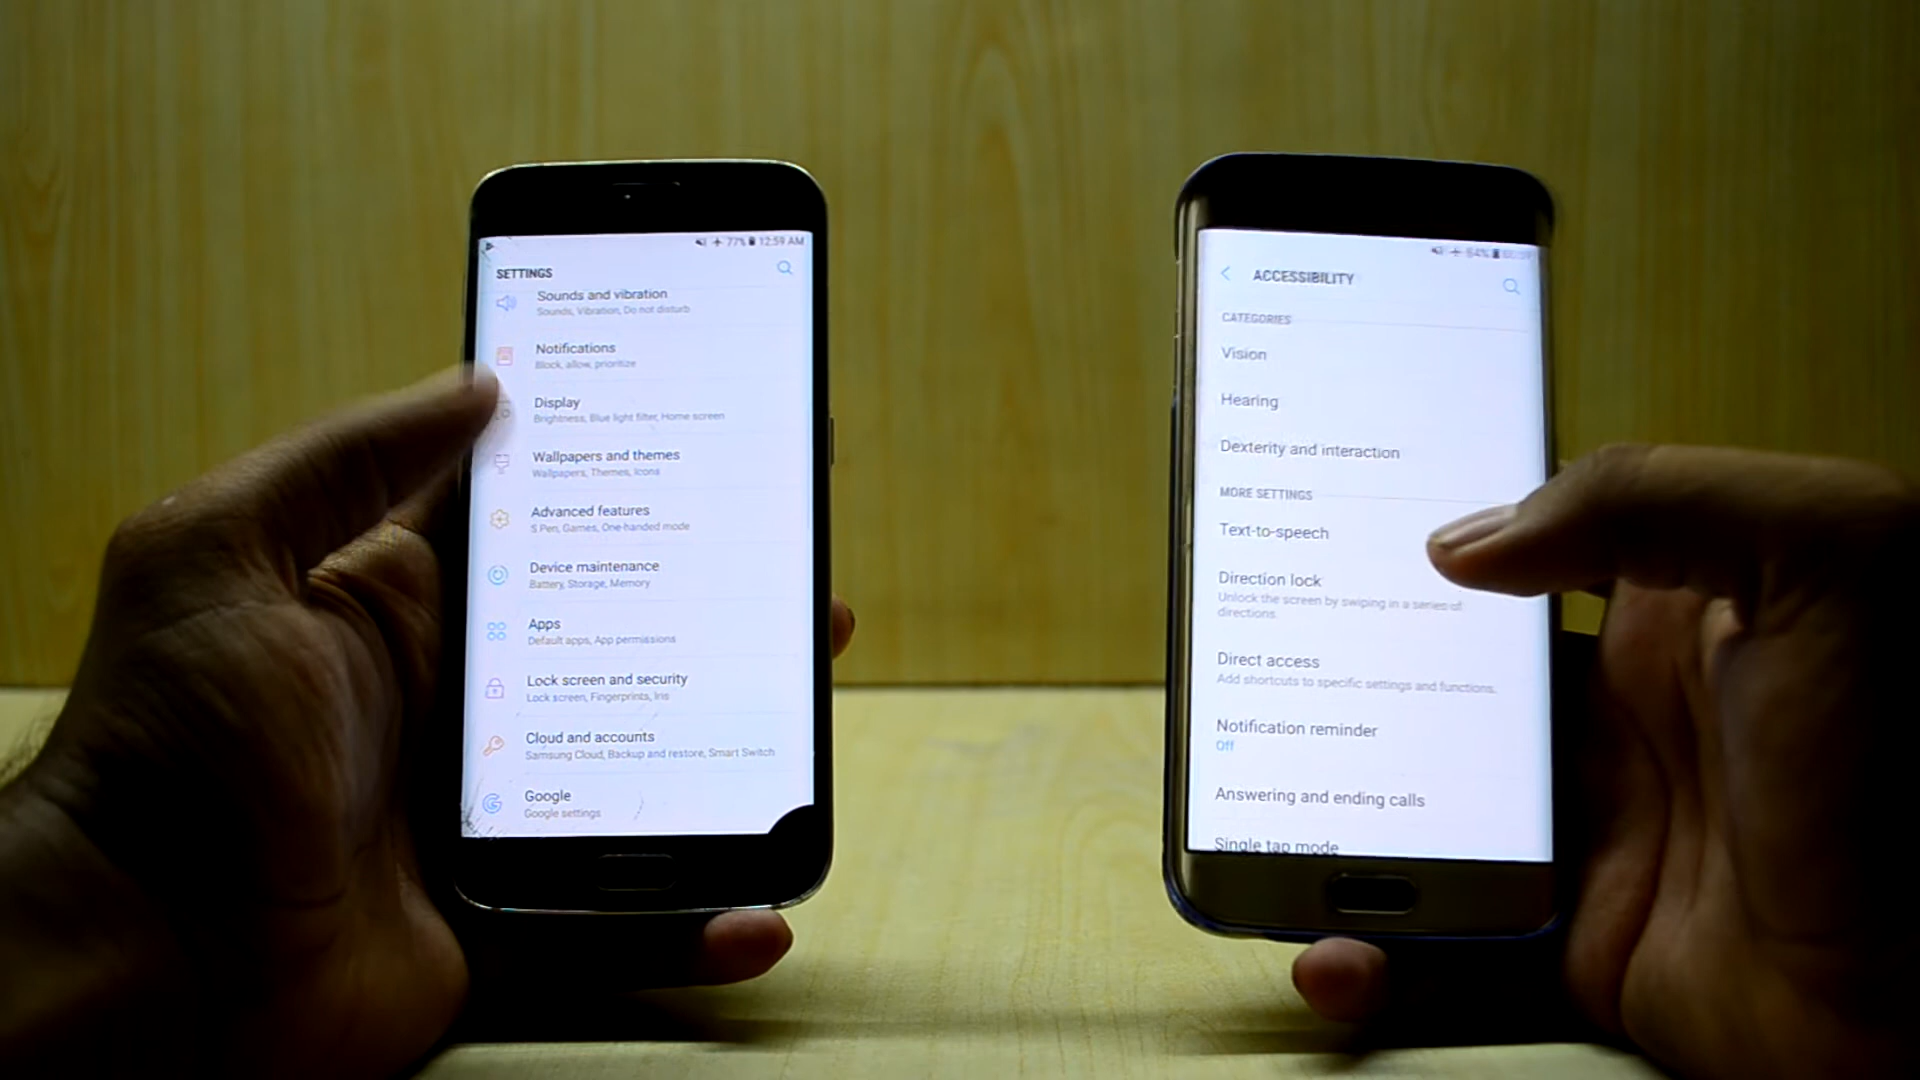 77% 12:59 AM
SETTINGS
Sounds and vibration
Sounds, Vibration, Do not disturb
Notifications
Block, allow, prioritize
Display
Brightness, Blue light filter, Home screen
Wallpapers and themes
Wallpapers, Themes, Icons
Advanced features
S Pen, Games, One-handed mode
Device maintenance
Battery, Storage, Memory
Apps
Default apps, App permissions
Lock screen and security
Lock screen, Fingerprints, Iris
Cloud and accounts
Samsung Cloud, Backup and restore, Smart Switch
Google
Google settings
ACCESSIBILITY
CATEGORIES
Vision
Hearing
Dexterity and interaction
MORE SETTINGS
Text-to-speech
Direction lock
Unlock the screen by swiping in a series of
directions.
Direct access
Add shortcuts to specific settings and functions.
Notification reminder
Off
Answering and ending calls
Single tap mode